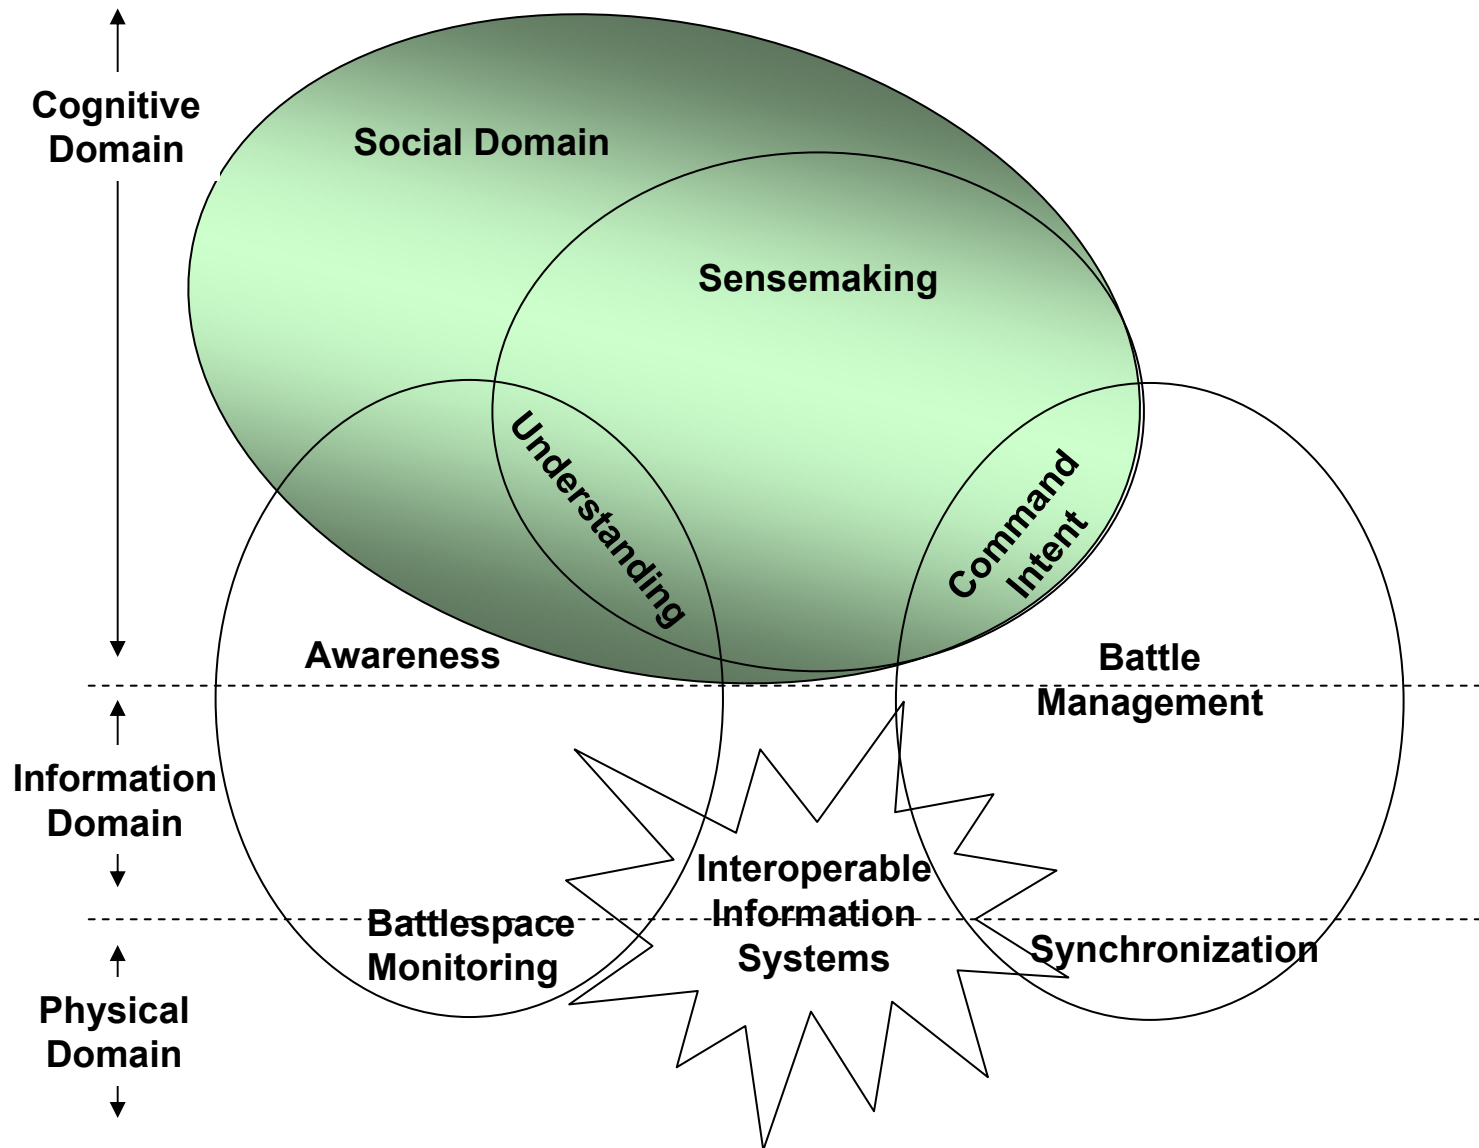 Cognitive
Domain
Social Domain
Sensemaking
Understanding
Command
Intent
Awareness
Battle
Management
Information
Domain
Interoperable
Information
Systems
Battlespace
Monitoring
Synchronization
Physical
Domain